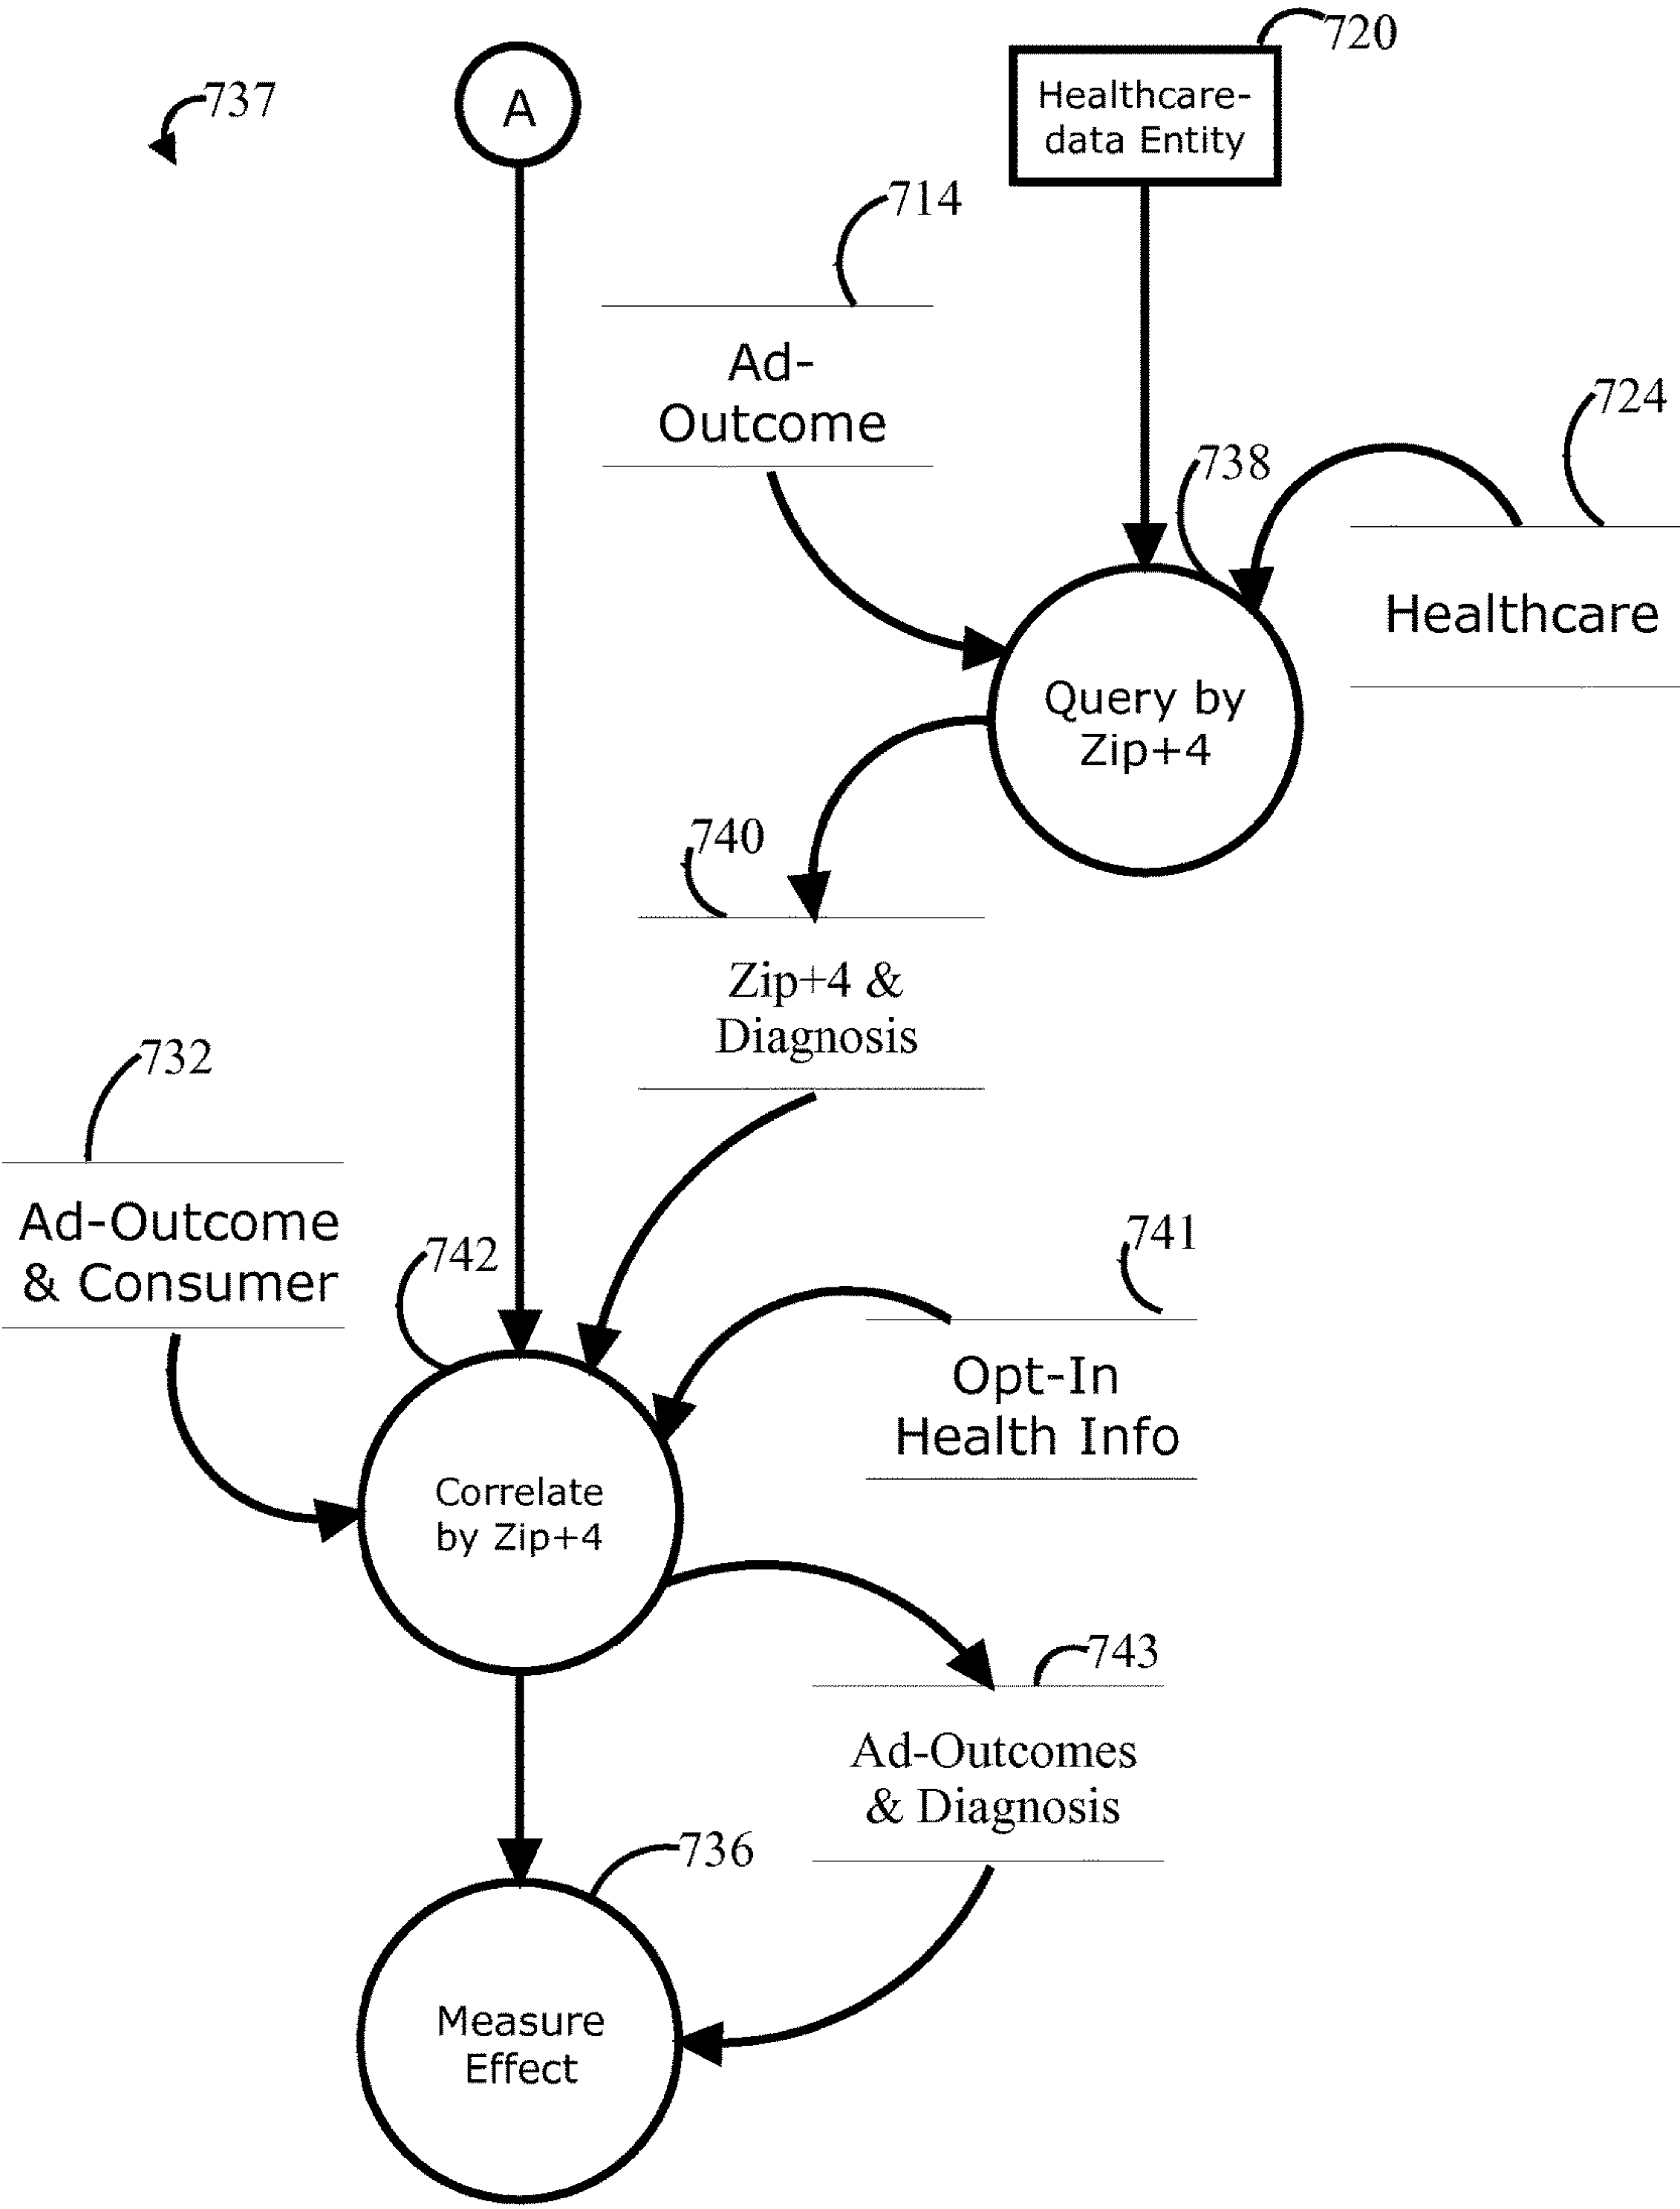 720
737
A
Healthcare-
data Entity
714
Ad-
Outcome
724
738
Healthcare
Query by
Zip+4
740
Zip+4 &
Diagnosis
732
Ad-Outcome
& Consumer
742
741
Opt-In
Health Info
Correlate
by Zip+4
743
Ad-Outcomes
& Diagnosis
736
Measure
Effect